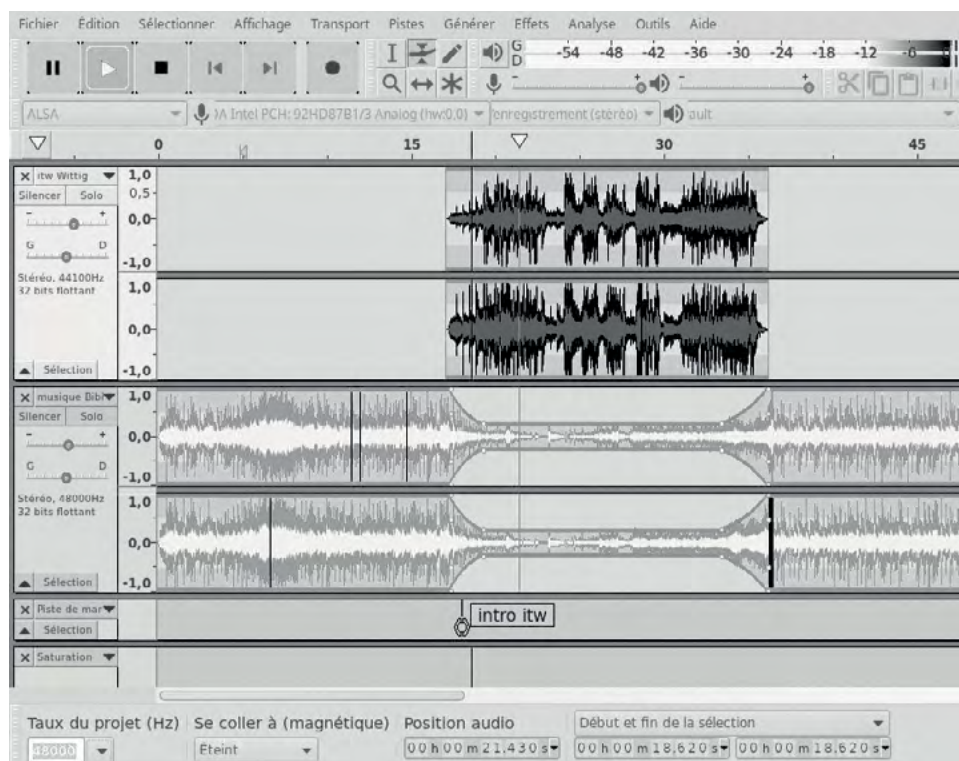 Fichier Édition Sélectionner Affichage Transport Pistes Générer Effets Analyse Outils Aide
G
D
-54 -48 -42 -36 -30 -24 -18 -12 -6 0
- +
- +
ALSA
DA Intel PCH: 92HD87B1/3 Analog (hw:0,0)
enregistrement (stéréo)
ault
0 15 30 45
itw Wittig
Silencer Solo
- +
G D
Stéréo, 44100Hz
32 bits flottant
Sélection
1,0
0,5
0,0
-1,0
1,0
0,0
-1,0
musique Bibi
Silencer Solo
- +
G D
Stéréo, 48000Hz
32 bits flottant
Sélection
1,0
0,0
-1,0
1,0
0,0
-1,0
Piste de mar
Sélection
intro itw
Saturation
Taux du projet (Hz) Se coller à (magnétique) Position audio Début et fin de la sélection
48000 Éteint 00 h 00 m 21,430 s 00 h 00 m 18,620 s 00 h 00 m 18,620 s